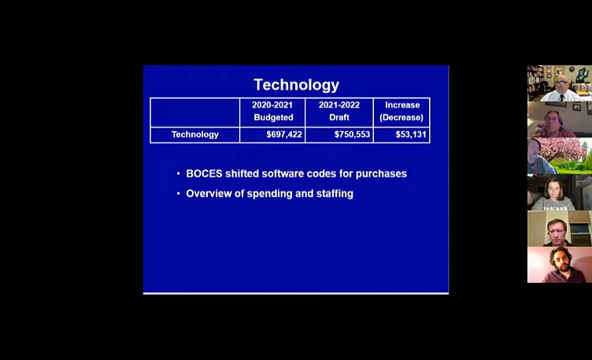 Technology
2020-2021 Budgeted
2021-2022 Draft
Increase (Decrease)
Technology $697,422 $750,553 $53,131
• BOCES shifted software codes for purchases
• Overview of spending and staffing